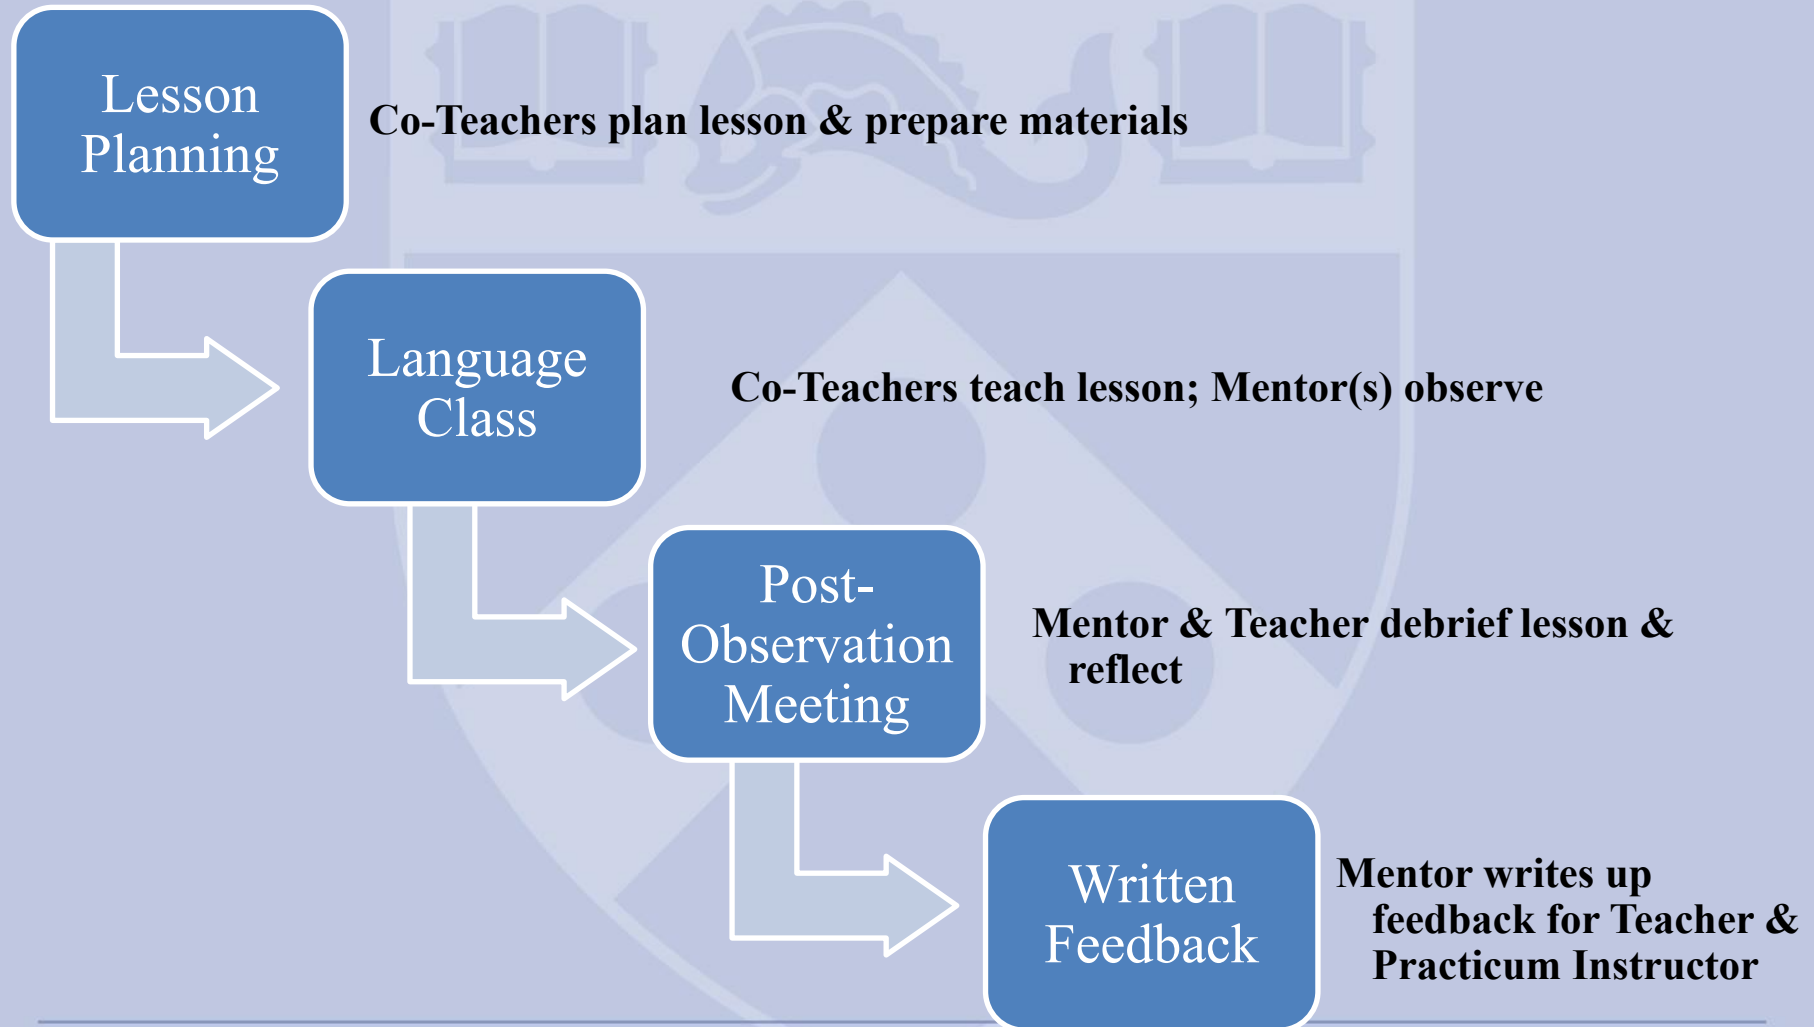 Lesson
Planning
Co-Teachers plan lesson & prepare materials
Language
Class
Co-Teachers teach lesson; Mentor(s) observe
Post-
Observation
Meeting
Mentor & Teacher debrief lesson &
reflect
Written
Feedback
Mentor writes up
feedback for Teacher &
Practicum Instructor